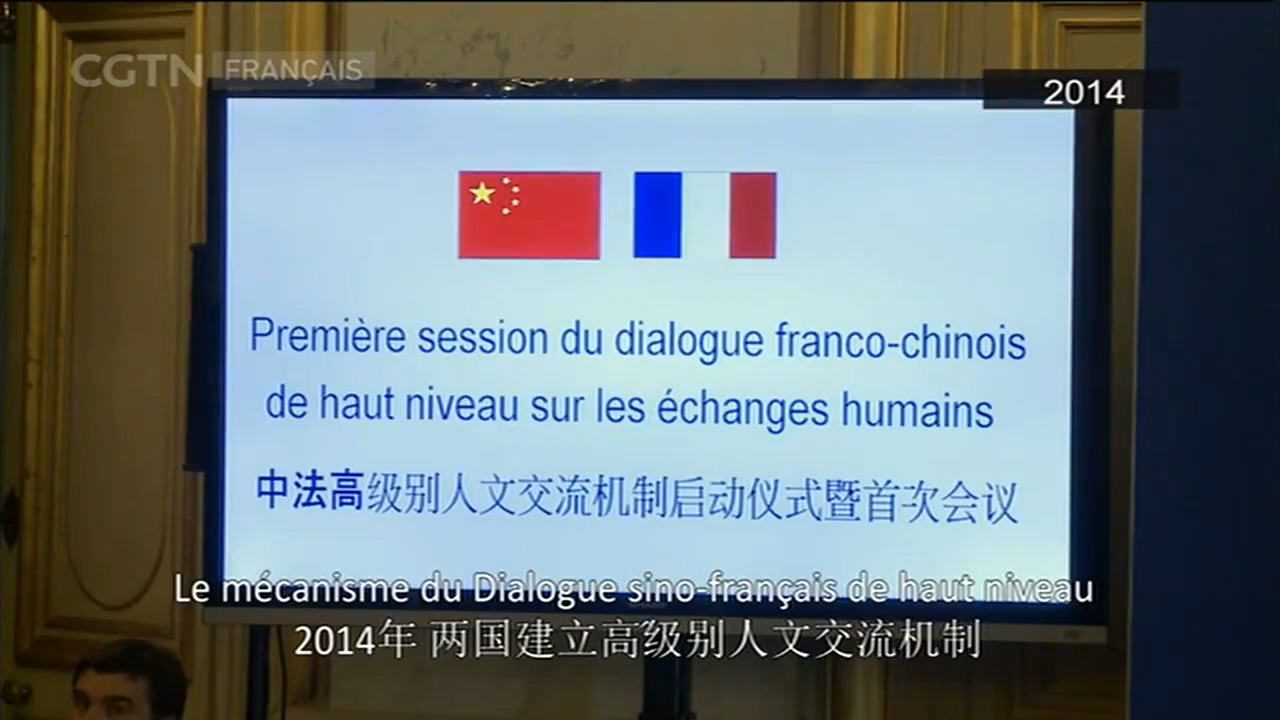 CGTN FRANÇAIS
2014
Première session du dialogue franco-chinois
de haut niveau sur les échanges humains
中法高级别人文交流机制启动仪式暨首次会议
Le mécanisme du Dialogue sino-français de haut niveau
2014年 两国建立高级别人文交流机制